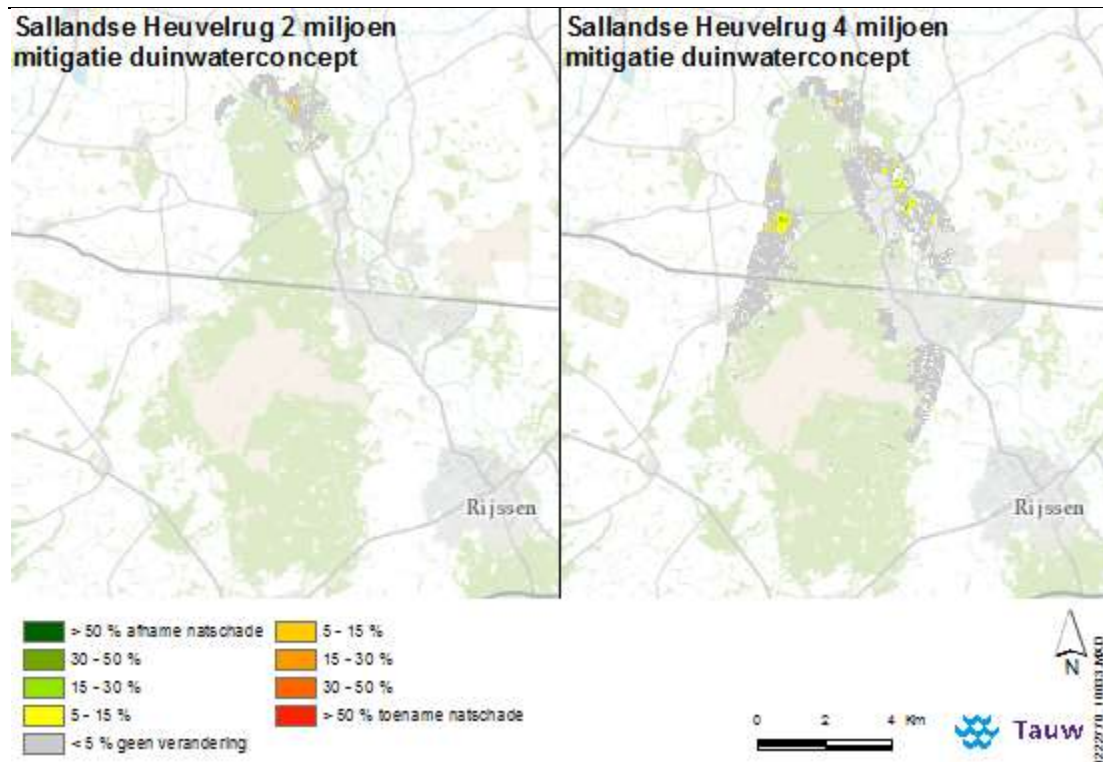 Sallandse Heuvelrug 2 miljoen
mitigatie duinwaterconcept
Sallandse Heuvelrug 4 miljoen
mitigatie duinwaterconcept
Rijssen
Rijssen
> 50 % afname natschade
30 - 50 %
15 - 30 %
5 - 15 %
< 5 % geen verandering
5 - 15 %
15 - 30 %
30 - 50 %
> 50 % toename natschade
0 2 4 Km
N
Tauw